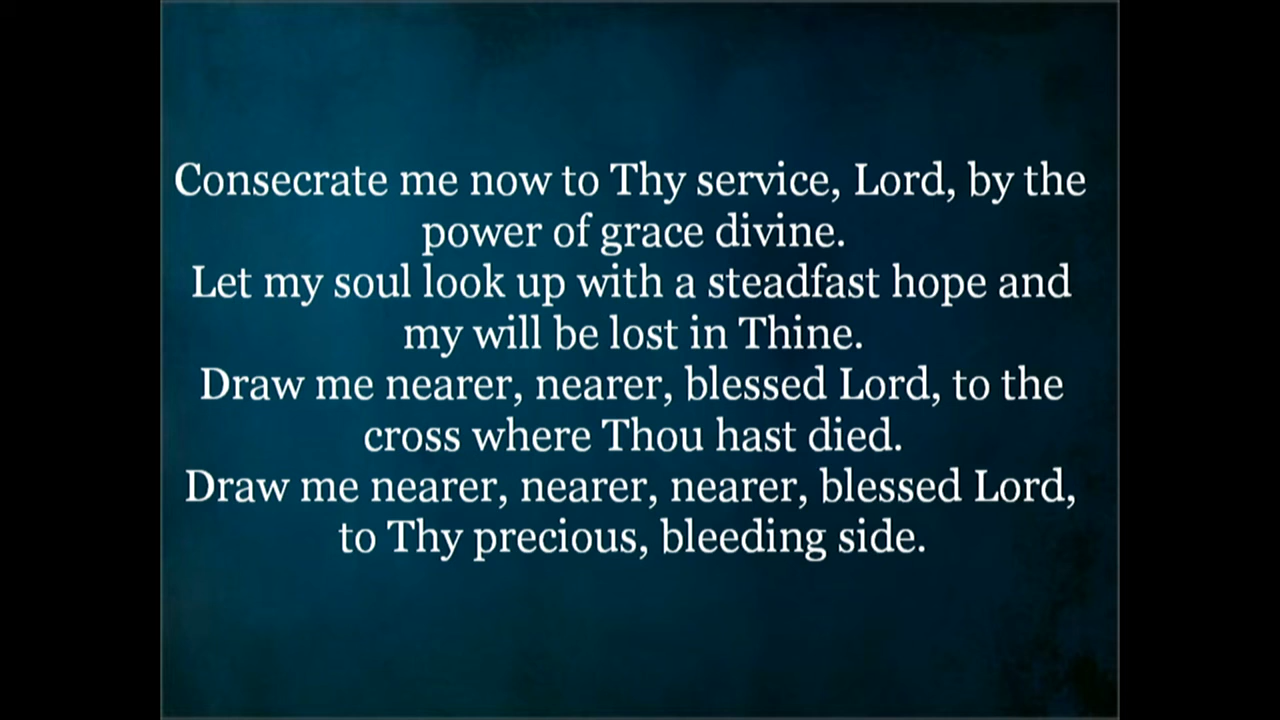 Consecrate me now to Thy service, Lord, by the
power of grace divine.
Let my soul look up with a steadfast hope and
my will be lost in Thine.
Draw me nearer, nearer, blessed Lord, to the
cross where Thou hast died.
Draw me nearer, nearer, nearer, blessed Lord,
to Thy precious, bleeding side.